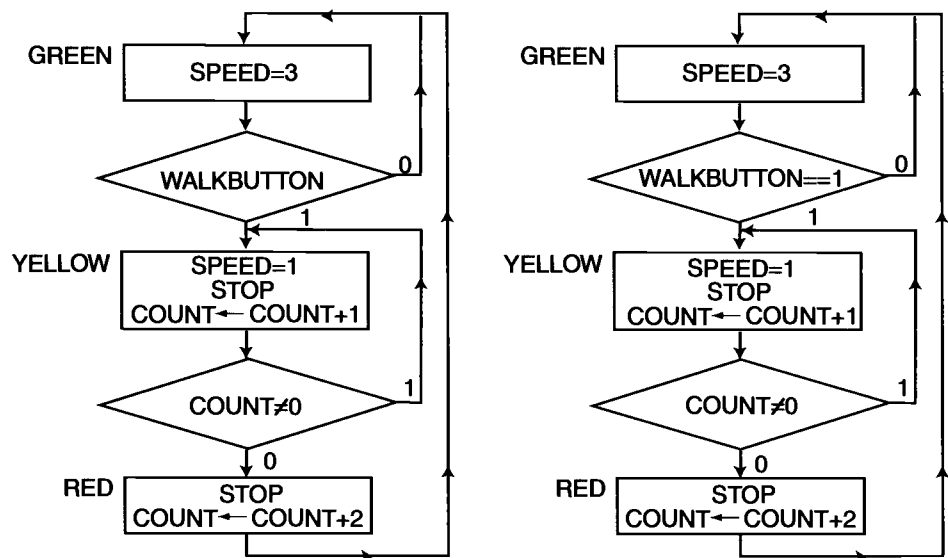 GREEN
SPEED=3
WALKBUTTON
0
1
YELLOW
SPEED=1
STOP
COUNT← COUNT+1
COUNT≠0
1
0
RED
STOP
COUNT← COUNT+2
GREEN
SPEED=3
WALKBUTTON==1
0
1
YELLOW
SPEED=1
STOP
COUNT← COUNT+1
COUNT≠0
1
0
RED
STOP
COUNT← COUNT+2